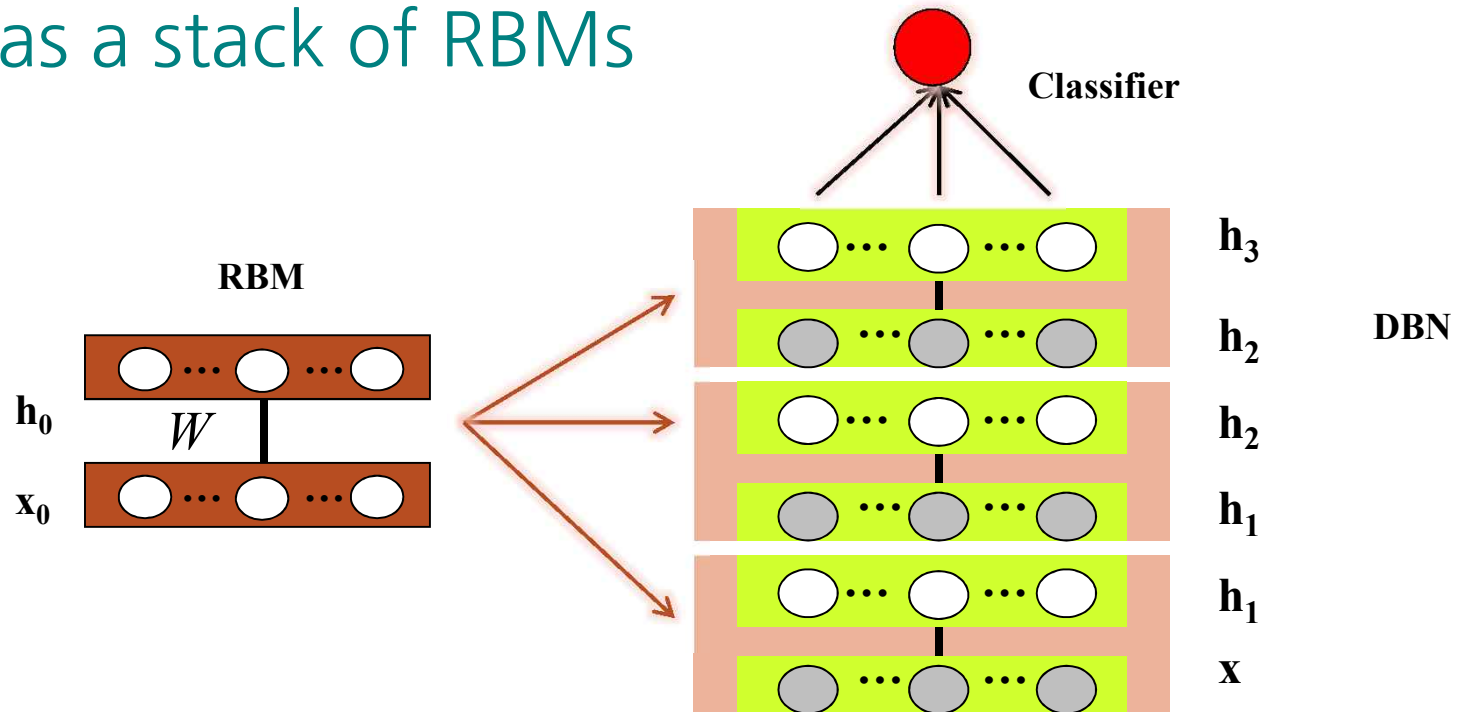 as a stack of RBMs
Classifier
RBM
h₀
W
x₀
... ...
... ...
... ...
... ...
... ...
... ...
... ...
... ...
h₃
h₂
h₂
h₁
h₁
x
DBN